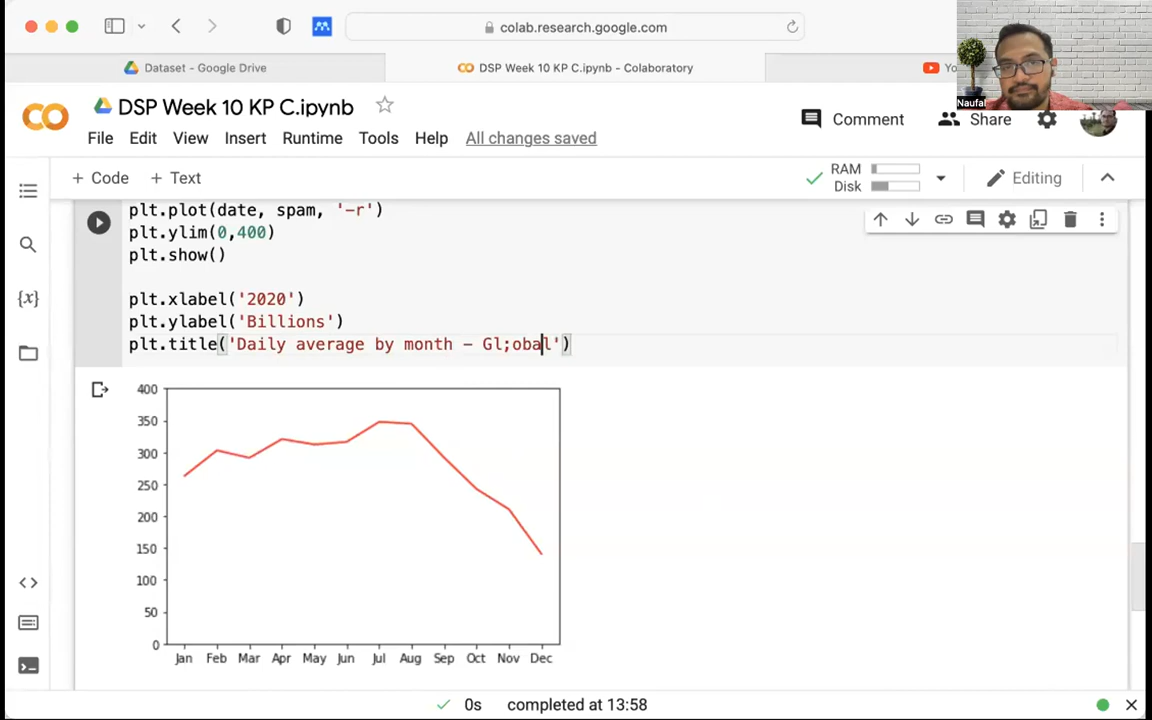 colab.research.google.com
Dataset - Google Drive
DSP Week 10 KP C.ipynb - Colaboratory
Yo
Naufal
DSP Week 10 KP C.ipynb
Comment
Share
File Edit View Insert Runtime Tools Help All changes saved
+ Code + Text
RAM
Disk
Editing
plt.plot(date, spam, '-r')
plt.ylim(0,400)
plt.show()
plt.xlabel('2020')
plt.ylabel('Billions')
plt.title('Daily average by month - Gl;obal')
{x}
400
350
300
250
200
150
100
50
0
Jan Feb Mar Apr May Jun Jul Aug Sep Oct Nov Dec
0s completed at 13:58